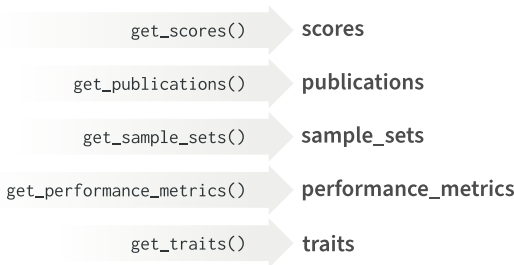 get_scores() scores
get_publications() publications
get_sample_sets() sample_sets
get_performance_metrics() performance_metrics
get_traits() traits